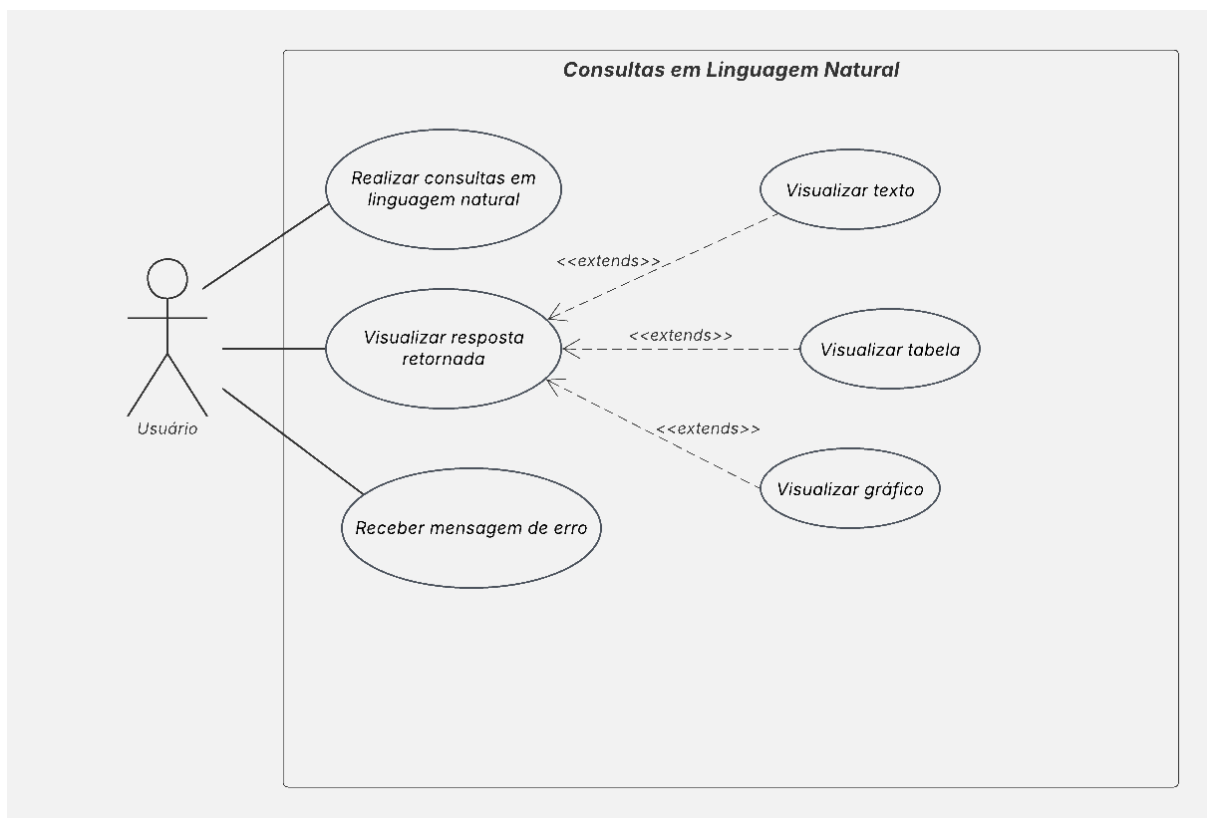 Consultas em Linguagem Natural
Realizar consultas em
linguagem natural
Visualizar texto
<<extends>>
Visualizar resposta
retornada
<<extends>>
Visualizar tabela
Usuário
<<extends>>
Visualizar gráfico
Receber mensagem de erro